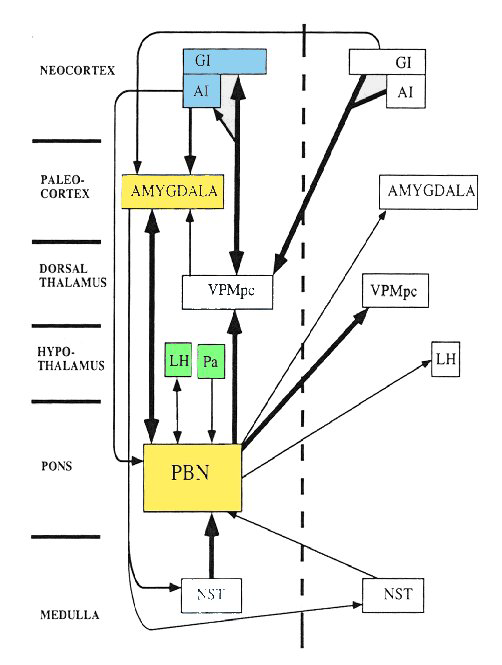 GI
GI
NEOCORTEX
AI
AI
PALEO-
CORTEX
AMYGDALA
AMYGDALA
DORSAL
THALAMUS
VPMpc
VPMpc
HYPO-
THALAMUS
LH
Pa
LH
PONS
PBN
NST
NST
MEDULLA